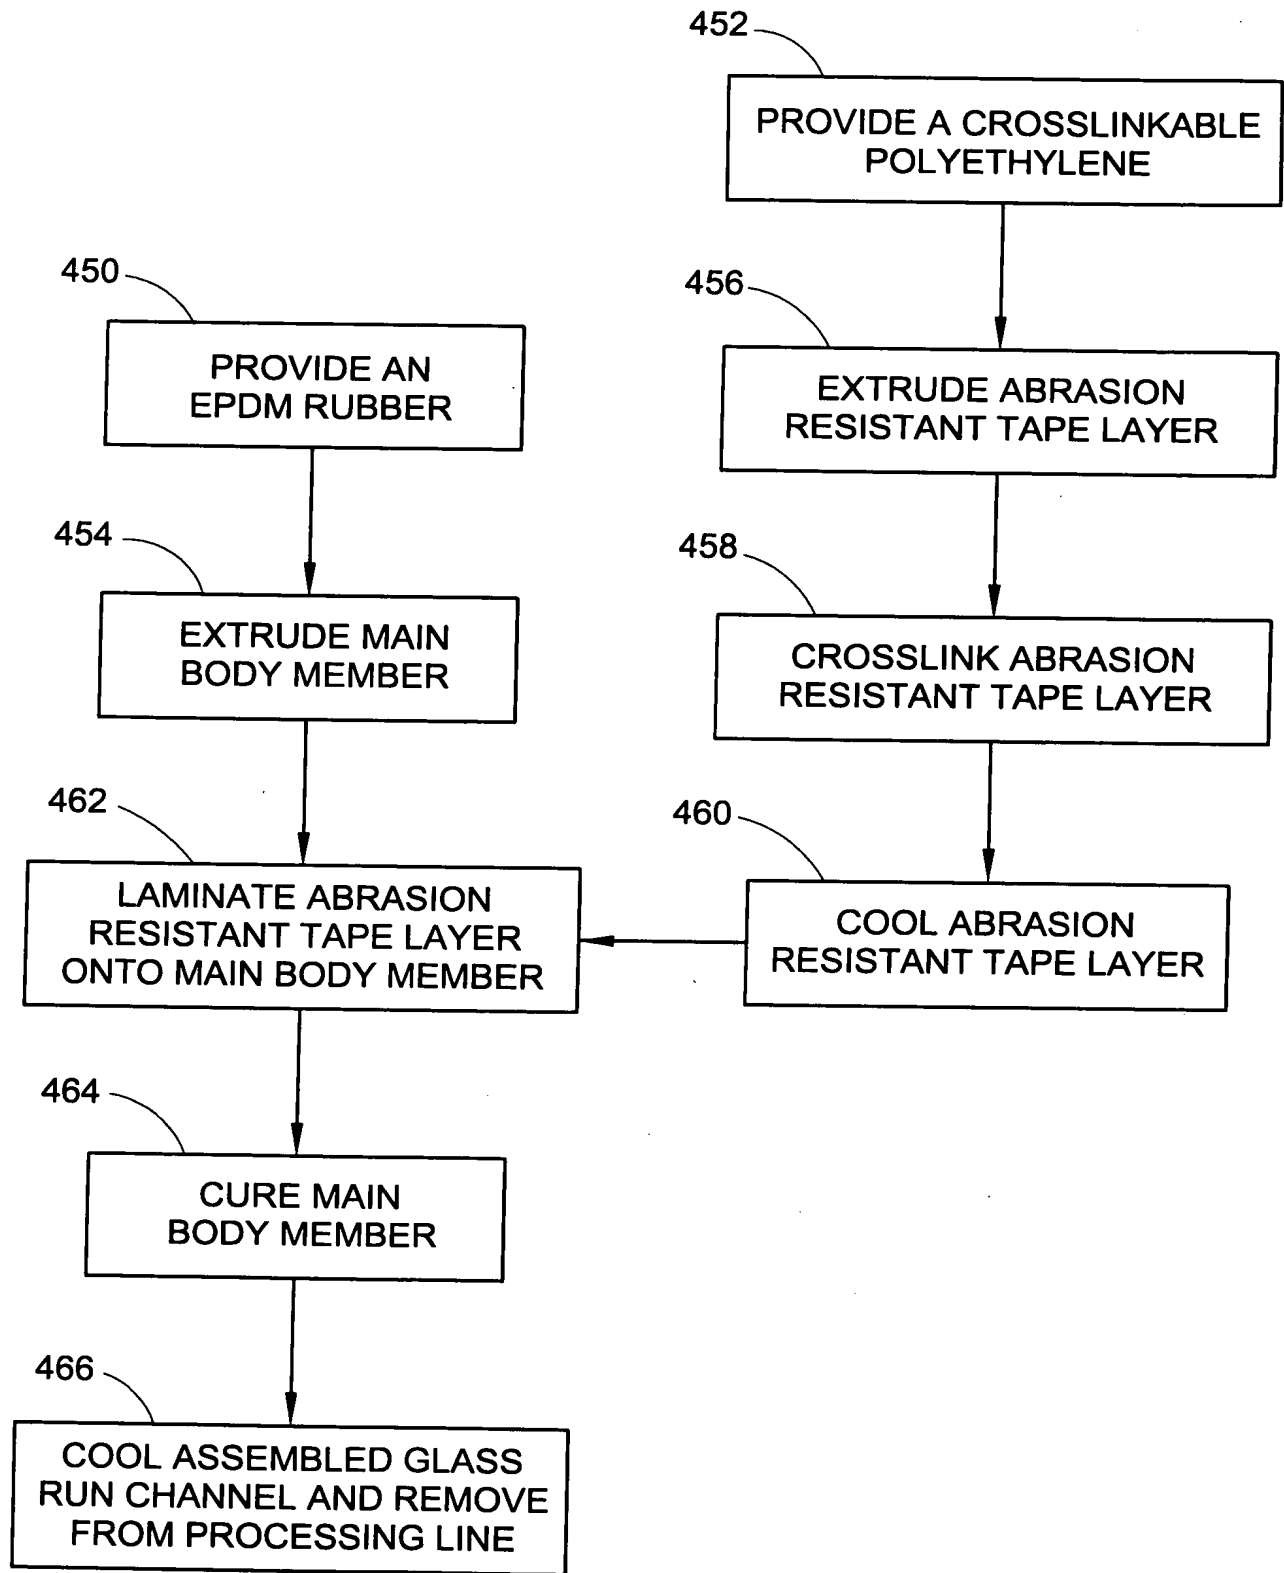 452
PROVIDE A CROSSLINKABLE
POLYETHYLENE
450
PROVIDE AN
EPDM RUBBER
456
EXTRUDE ABRASION
RESISTANT TAPE LAYER
454
EXTRUDE MAIN
BODY MEMBER
458
CROSSLINK ABRASION
RESISTANT TAPE LAYER
462
LAMINATE ABRASION
RESISTANT TAPE LAYER
ONTO MAIN BODY MEMBER
460
COOL ABRASION
RESISTANT TAPE LAYER
464
CURE MAIN
BODY MEMBER
466
COOL ASSEMBLED GLASS
RUN CHANNEL AND REMOVE
FROM PROCESSING LINE